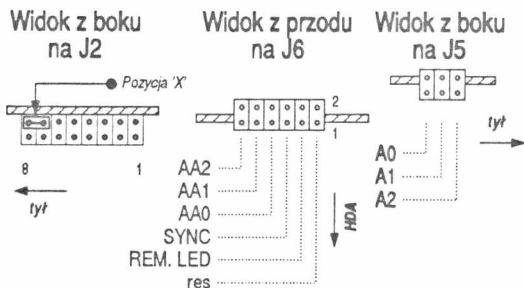 Widok z boku
na J2
Pozycja 'X'
8
1
tył
Widok z przodu
na J6
2
1
AA2
AA1
AA0
SYNC
REM. LED
res
HDA
Widok z boku
na J5
A0
A1
A2
tył